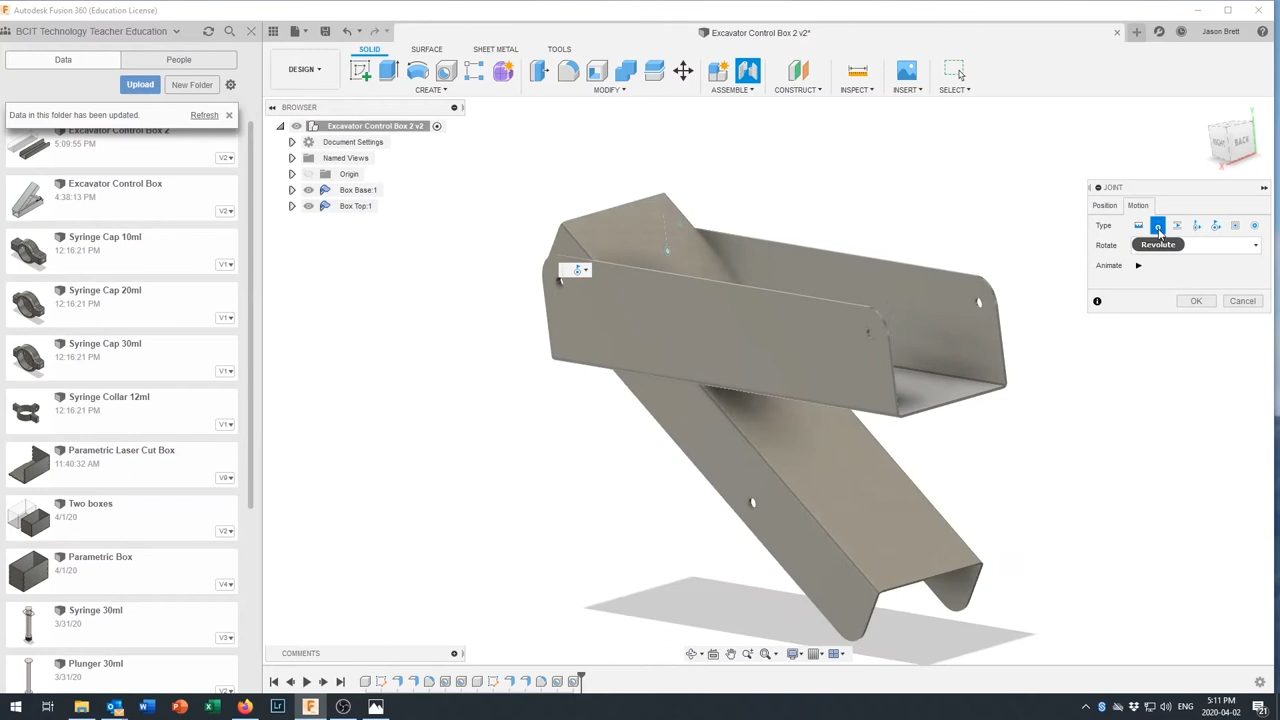 Autodesk Fusion 360 (Education License)
BCIT Technology Teacher Education
Excavator Control Box 2 v2*
Jason Brett
Data
People
SOLID
SURFACE
SHEET METAL
TOOLS
DESIGN
CREATE
MODIFY
ASSEMBLE
CONSTRUCT
INSPECT
INSERT
SELECT
Upload
New Folder
Data in this folder has been updated.
Refresh
Excavator Control Box 2
5:09:55 PM
V2
Excavator Control Box
4:38:13 PM
V2
Syringe Cap 10ml
12:16:21 PM
V1
Syringe Cap 20ml
12:16:21 PM
V1
Syringe Cap 30ml
12:16:21 PM
V1
Syringe Collar 12ml
12:16:21 PM
V1
Parametric Laser Cut Box
11:40:32 AM
V9
Two boxes
4/1/20
V2
Parametric Box
4/1/20
V4
Syringe 30ml
3/31/20
V3
Plunger 30ml
3/31/20
V2
BROWSER
Excavator Control Box 2 v2
Document Settings
Named Views
Origin
Box Base:1
Box Top:1
RIGHT
BACK
Z
X
JOINT
Position
Motion
Type
Rotate
Revolute
Animate
OK
Cancel
COMMENTS
ENG
5:11 PM
2020-04-02
21